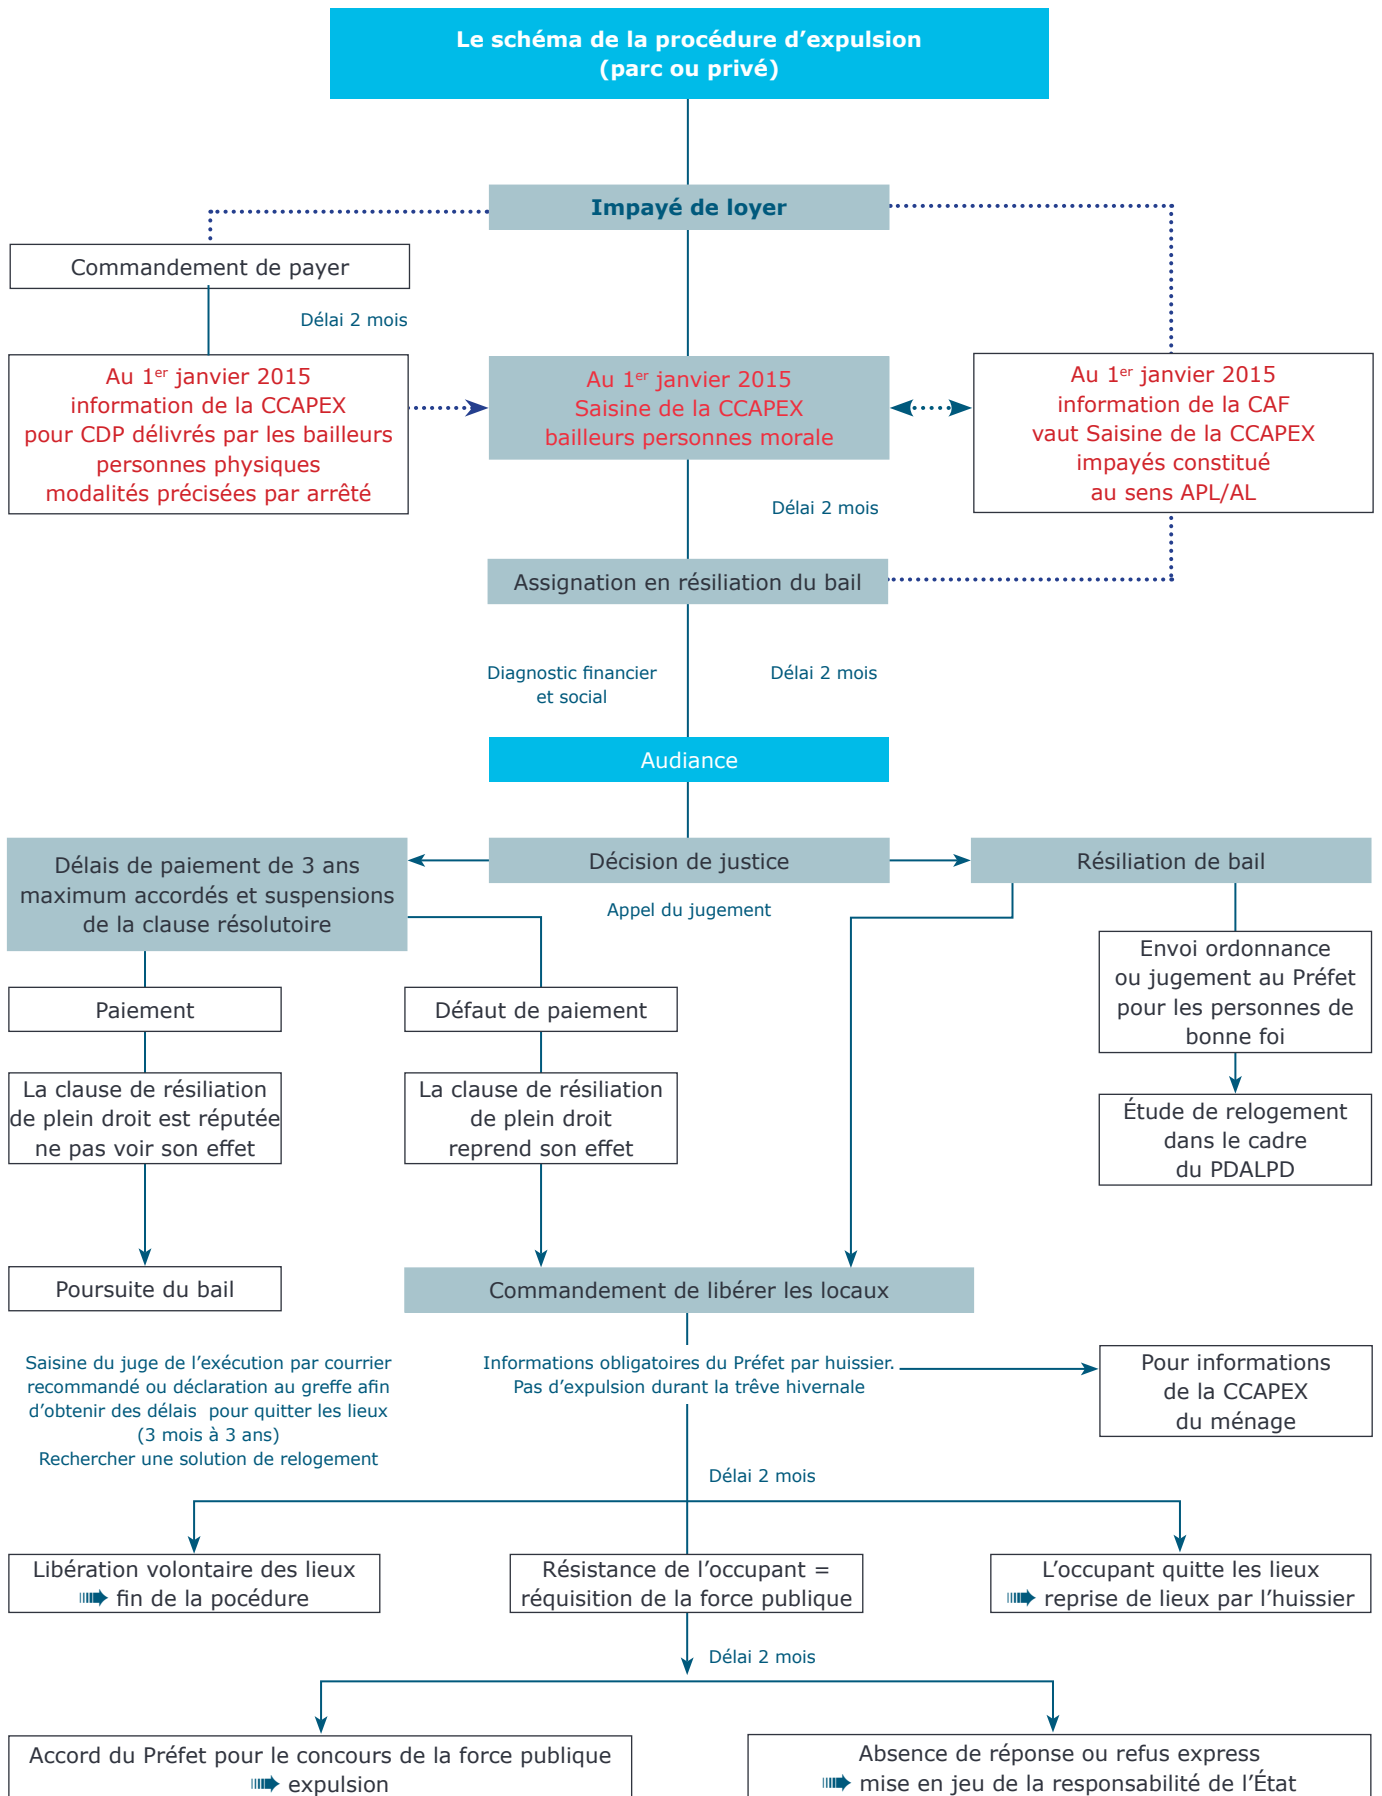 Le schéma de la procédure d’expulsion
(parc ou privé)
Impayé de loyer
Commandement de payer
Délai 2 mois
Au 1er janvier 2015
information de la CCAPEX
pour CDP délivrés par les bailleurs
personnes physiques
modalités précisées par arrêté
Au 1er janvier 2015
Saisine de la CCAPEX
bailleurs personnes morale
Au 1er janvier 2015
information de la CAF
vaut Saisine de la CCAPEX
impayés constitué
au sens APL/AL
Délai 2 mois
Assignation en résiliation du bail
Diagnostic financier
et social
Délai 2 mois
Audiance
Délais de paiement de 3 ans
maximum accordés et suspensions
de la clause résolutoire
Décision de justice
Résiliation de bail
Appel du jugement
Envoi ordonnance
ou jugement au Préfet
pour les personnes de
bonne foi
Paiement
Défaut de paiement
La clause de résiliation
de plein droit est réputée
ne pas voir son effet
La clause de résiliation
de plein droit
reprend son effet
Étude de relogement
dans le cadre
du PDALPD
Poursuite du bail
Commandement de libérer les locaux
Saisine du juge de l’exécution par courrier
recommandé ou déclaration au greffe afin
d’obtenir des délais  pour quitter les lieux
(3 mois à 3 ans)
Rechercher une solution de relogement
Informations obligatoires du Préfet par huissier.
Pas d’expulsion durant la trêve hivernale
Pour informations
de la CCAPEX
du ménage
Délai 2 mois
Libération volontaire des lieux
fin de la pocédure
Résistance de l’occupant =
réquisition de la force publique
L’occupant quitte les lieux
reprise de lieux par l’huissier
Délai 2 mois
Accord du Préfet pour le concours de la force publique
expulsion
Absence de réponse ou refus express
mise en jeu de la responsabilité de l’État